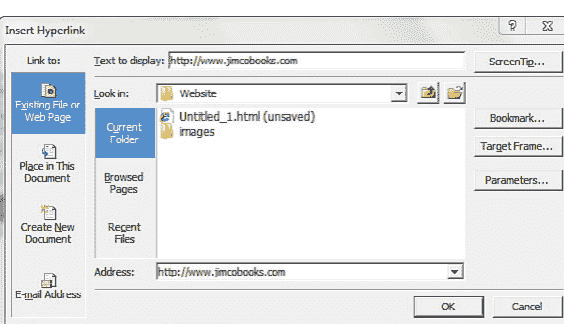 Insert Hyperlink
Link to:
Text to display: http://www.jimcobooks.com
ScreenTip...
Existing File or
Web Page
Look in:
Website
Current
Folder
Untitled_1.html (unsaved)
images
Bookmark...
Target Frame...
Place in This
Document
Browsed
Pages
Parameters...
Create New
Document
Recent
Files
E-mail Address
Address:
http://www.jimcobooks.com
OK
Cancel